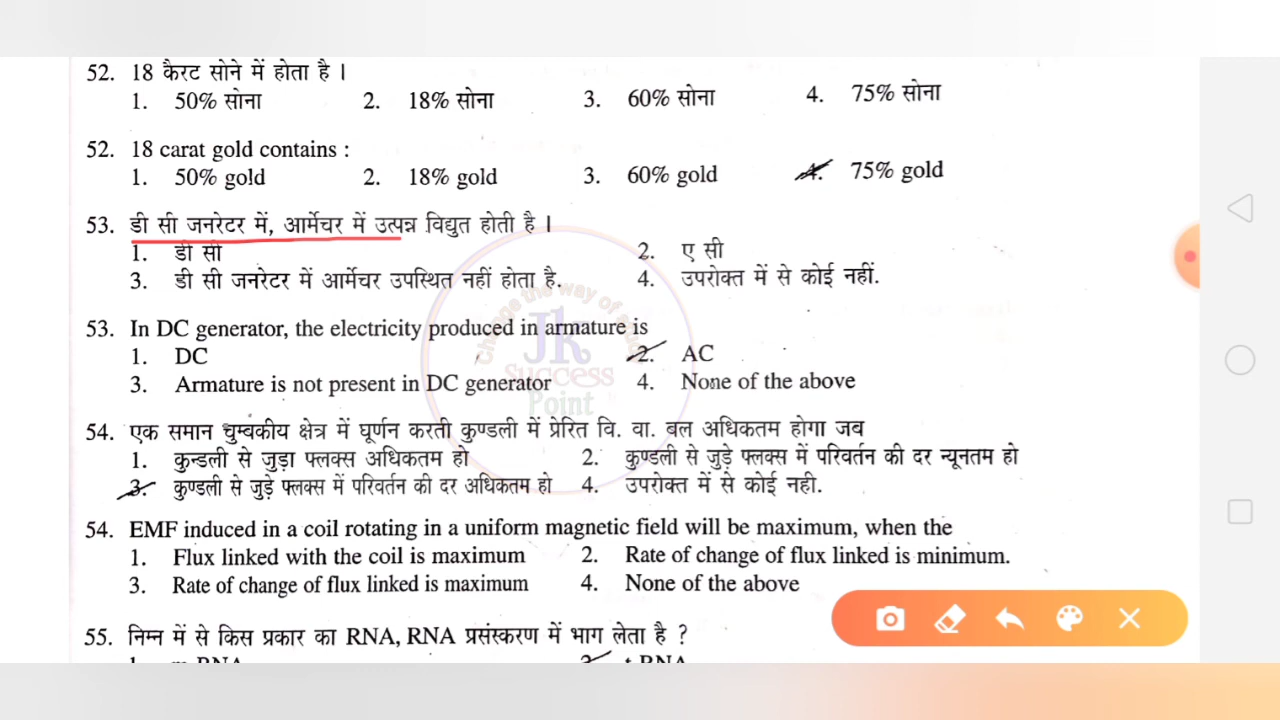 52. 18 कैरट सोने में होता है ।
1. 50% सोना 2. 18% सोना 3. 60% सोना 4. 75% सोना
52. 18 carat gold contains :
1. 50% gold 2. 18% gold 3. 60% gold 4. 75% gold
53. डी सी जनरेटर में, आर्मेचर में उत्पन्न विद्युत होती है ।
1. डी सी 2. ए सी
3. डी सी जनरेटर में आर्मेचर उपस्थित नहीं होता है. 4. उपरोक्त में से कोई नहीं.
53. In DC generator, the electricity produced in armature is
1. DC 2. AC
3. Armature is not present in DC generator 4. None of the above
Change the way of
Jk
Success
Point
54. एक समान चुम्बकीय क्षेत्र में घूर्णन करती कुण्डली में प्रेरित वि. वा. बल अधिकतम होगा जब
1. कुन्डली से जुड़ा फ्लक्स अधिकतम हो 2. कुण्डली से जुड़े फ्लक्स में परिवर्तन की दर न्यूनतम हो
3. कुण्डली से जुड़े फ्लक्स में परिवर्तन की दर अधिकतम हो 4. उपरोक्त में से कोई नही.
54. EMF induced in a coil rotating in a uniform magnetic field will be maximum, when the
1. Flux linked with the coil is maximum 2. Rate of change of flux linked is minimum.
3. Rate of change of flux linked is maximum 4. None of the above
55. निम्न में से किस प्रकार का RNA, RNA प्रसंस्करण में भाग लेता है ?
RNA 2. t RNA